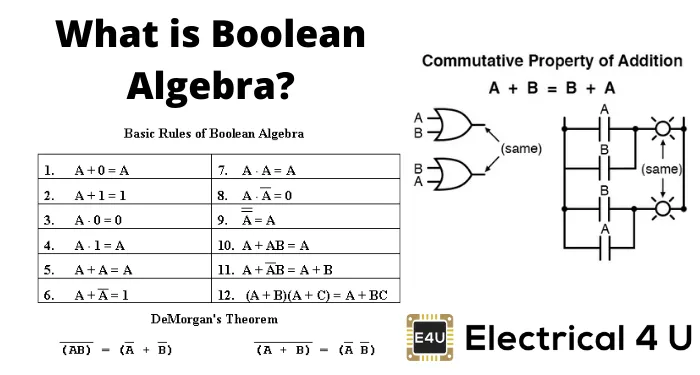 What is Boolean
Algebra?
Basic Rules of Boolean Algebra
1. A + 0 = A
2. A + 1 = 1
3. A · 0 = 0
4. A · 1 = A
5. A + A = A
6. A + A̅ = 1
7. A · A = A
8. A · A̅ = 0
9. A̿ = A
10. A + AB = A
11. A + A̅B = A + B
12. (A + B)(A + C) = A + BC
DeMorgan's Theorem
(̅A̅B̅)̅ = (A̅ + B̅)
(̅A̅ ̅+̅ ̅B̅)̅ = (A̅ B̅)
Commutative Property of Addition
A + B = B + A
A
B
(same)
B
A
A
B
(same)
B
A
E4U
Electrical 4 U